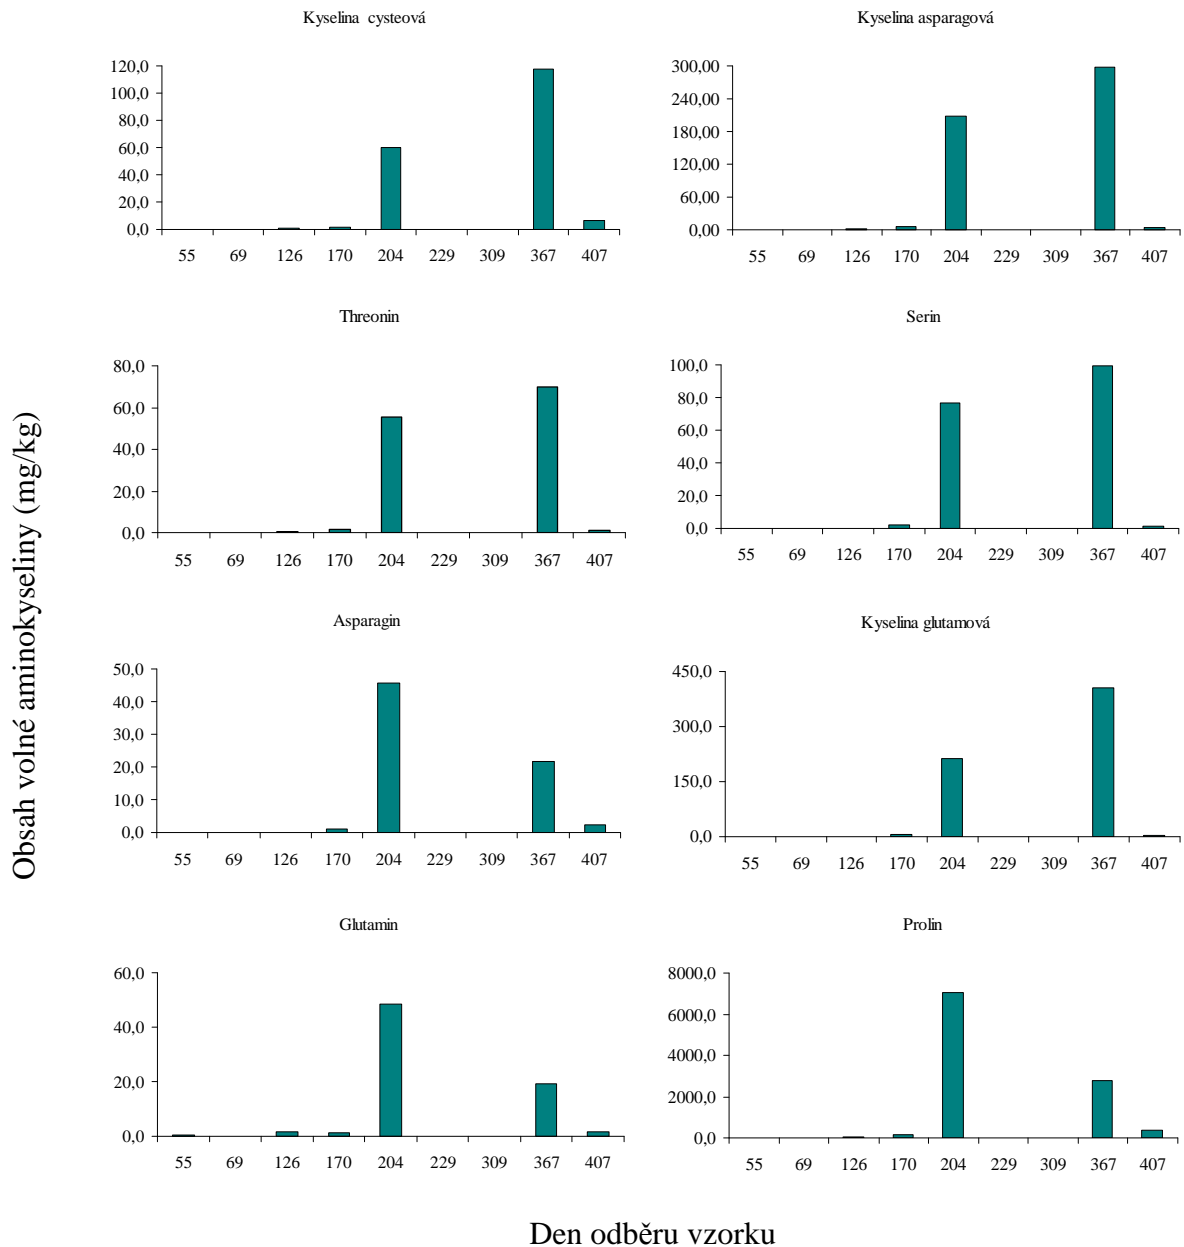 Kyselina cysteová
120,0
100,0
80,0
60,0
40,0
20,0
0,0
55 69 126 170 204 229 309 367 407
Kyselina asparagová
300,00
240,00
180,00
120,00
60,00
0,00
55 69 126 170 204 229 309 367 407
Threonin
80,0
60,0
40,0
20,0
0,0
55 69 126 170 204 229 309 367 407
Serin
100,0
80,0
60,0
40,0
20,0
0,0
55 69 126 170 204 229 309 367 407
Obsah volné aminokyseliny (mg/kg)
Asparagin
50,0
40,0
30,0
20,0
10,0
0,0
55 69 126 170 204 229 309 367 407
Kyselina glutamová
450,0
300,0
150,0
0,0
55 69 126 170 204 229 309 367 407
Glutamin
60,0
40,0
20,0
0,0
55 69 126 170 204 229 309 367 407
Prolin
8000,0
6000,0
4000,0
2000,0
0,0
55 69 126 170 204 229 309 367 407
Den odběru vzorku